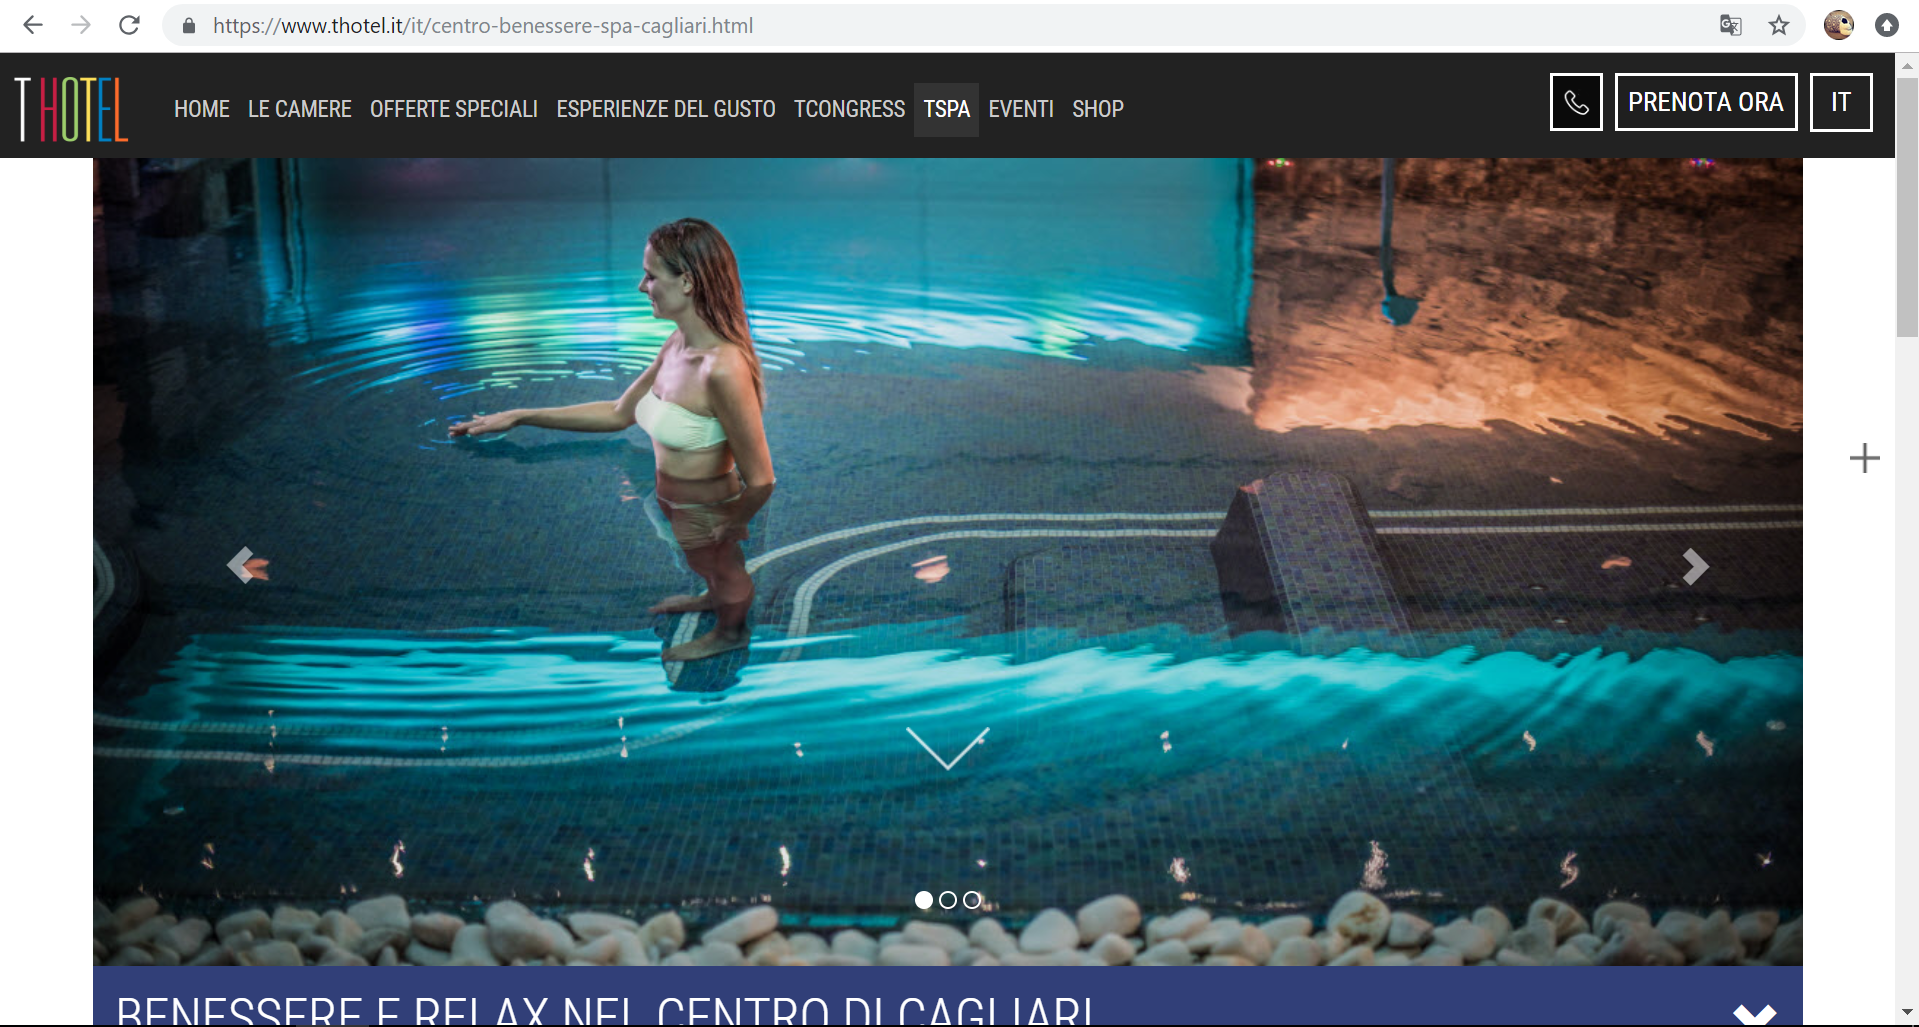 https://www.thotel.it/it/centro-benessere-spa-cagliari.html
T HOTEL
HOME LE CAMERE OFFERTE SPECIALI ESPERIENZE DEL GUSTO TCONGRESS TSPA EVENTI SHOP
PRENOTA ORA
IT
BENESSERE E RELAX NEL CENTRO DI CAGLIARI